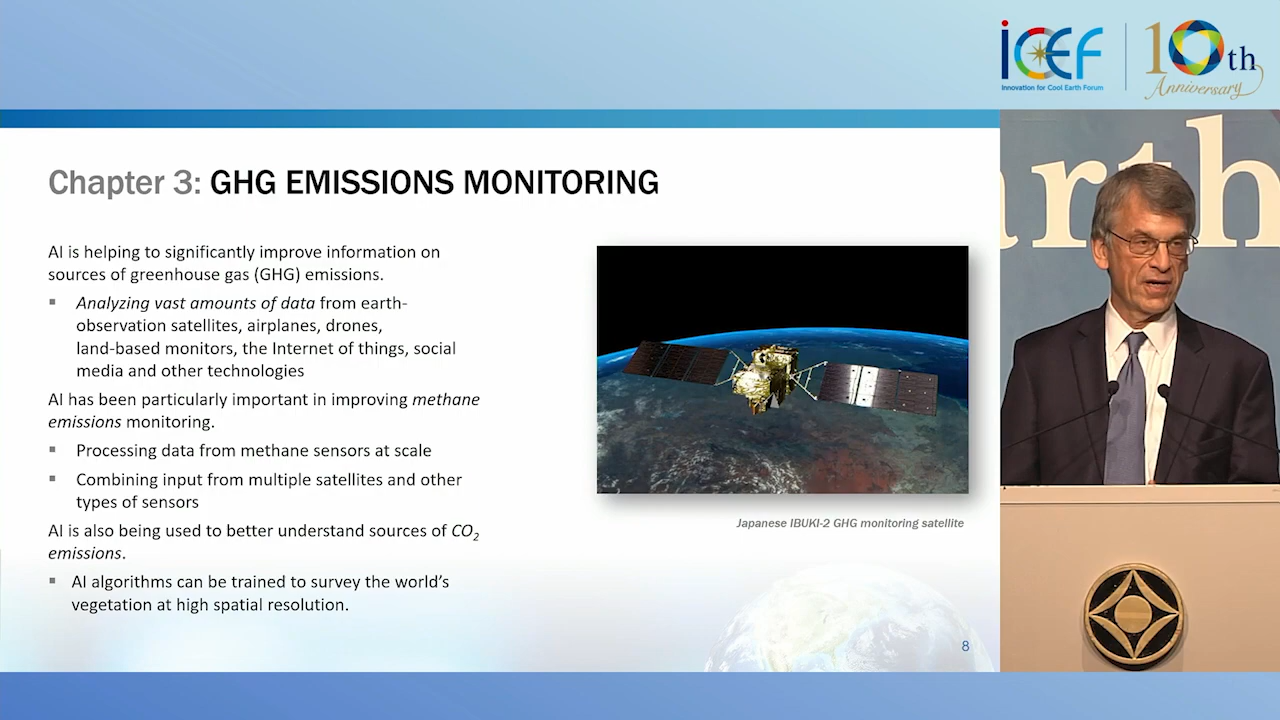 iCEF
Innovation for Cool Earth Forum
10th
Anniversary
arth
Chapter 3: GHG EMISSIONS MONITORING
AI is helping to significantly improve information on
sources of greenhouse gas (GHG) emissions.
▪ Analyzing vast amounts of data from earth-
observation satellites, airplanes, drones,
land-based monitors, the Internet of things, social
media and other technologies
AI has been particularly important in improving methane
emissions monitoring.
▪ Processing data from methane sensors at scale
▪ Combining input from multiple satellites and other
types of sensors
AI is also being used to better understand sources of CO₂
emissions.
▪ AI algorithms can be trained to survey the world's
vegetation at high spatial resolution.
Japanese IBUKI-2 GHG monitoring satellite
8